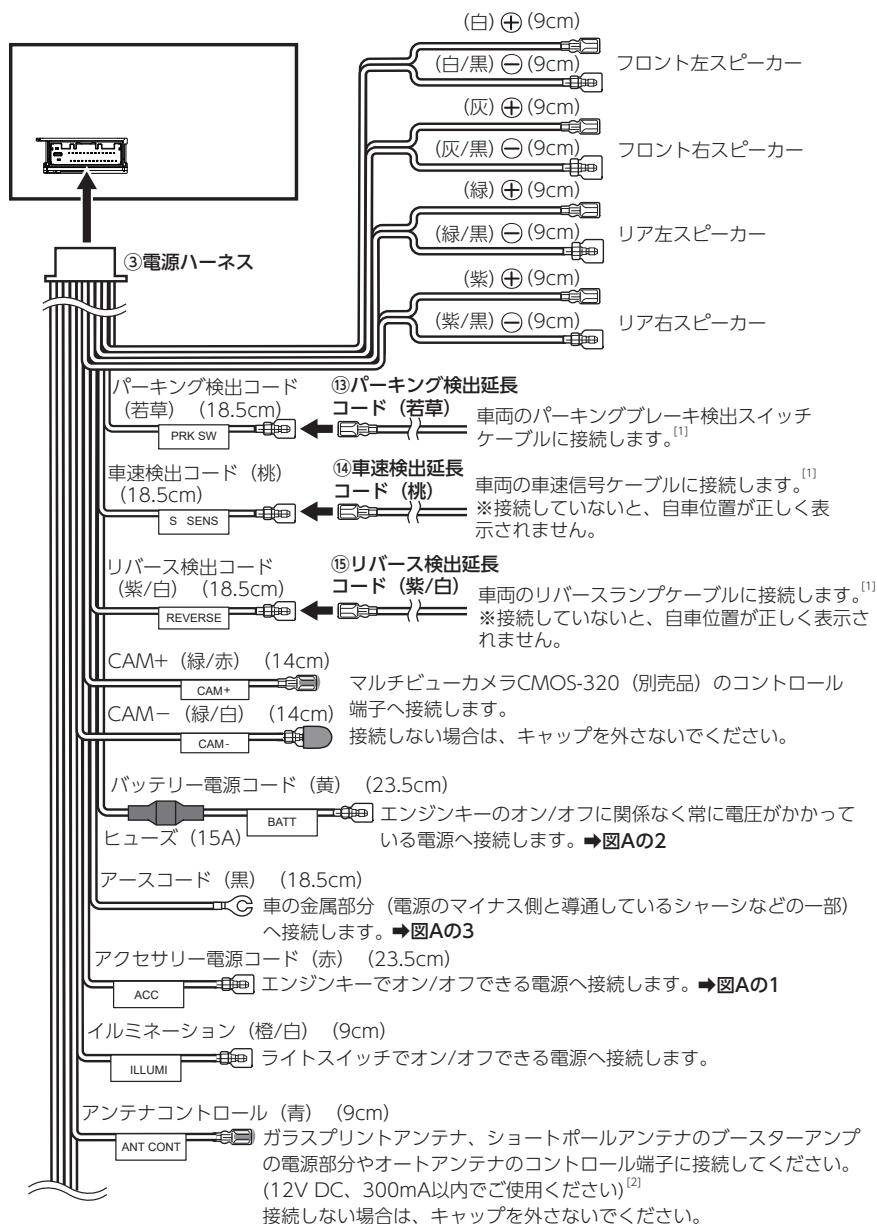 (白) ⊕ (9cm)
(白/黒) ⊖ (9cm)
フロント左スピーカー
(灰) ⊕ (9cm)
(灰/黒) ⊖ (9cm)
フロント右スピーカー
(緑) ⊕ (9cm)
(緑/黒) ⊖ (9cm)
リア左スピーカー
(紫) ⊕ (9cm)
(紫/黒) ⊖ (9cm)
リア右スピーカー
③電源ハーネス
パーキング検出コード
（若草）（18.5cm）
PRK SW
⑬パーキング検出延長
コード（若草）
車両のパーキングブレーキ検出スイッチ
ケーブルに接続します。[1]
車速検出コード（桃）
（18.5cm）
S SENS
⑭車速検出延長
コード（桃）
車両の車速信号ケーブルに接続します。[1]
※接続していないと、自車位置が正しく表
示されません。
リバース検出コード
（紫/白）（18.5cm）
REVERSE
⑮リバース検出延長
コード（紫/白）
車両のリバースランプケーブルに接続します。[1]
※接続していないと、自車位置が正しく表示さ
れません。
CAM+（緑/赤）（14cm）
CAM+
CAM−（緑/白）（14cm）
CAM-
マルチビューカメラCMOS-320（別売品）のコントロール
端子へ接続します。
接続しない場合は、キャップを外さないでください。
バッテリー電源コード（黄）（23.5cm）
BATT
ヒューズ（15A）
エンジンキーのオン/オフに関係なく常に電圧がかかって
いる電源へ接続します。➡図Aの2
アースコード（黒）（18.5cm）
車の金属部分（電源のマイナス側と導通しているシャーシなどの一部）
へ接続します。➡図Aの3
アクセサリー電源コード（赤）（23.5cm）
ACC
エンジンキーでオン/オフできる電源へ接続します。➡図Aの1
イルミネーション（橙/白）（9cm）
ILLUMI
ライトスイッチでオン/オフできる電源へ接続します。
アンテナコントロール（青）（9cm）
ANT CONT
ガラスプリントアンテナ、ショートポールアンテナのブースターアンプ
の電源部分やオートアンテナのコントロール端子に接続してください。
(12V DC、300mA以内でご使用ください)[2]
接続しない場合は、キャップを外さないでください。